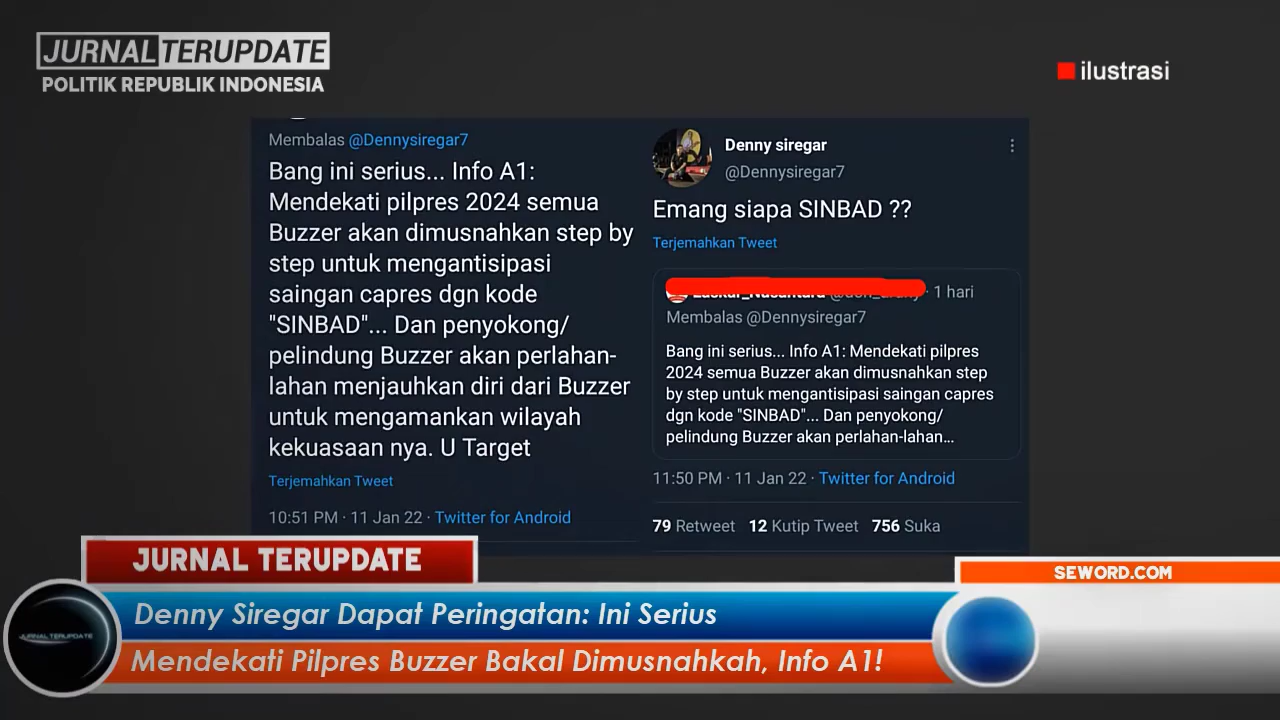 JURNAL TERUPDATE
POLITIK REPUBLIK INDONESIA
ilustrasi
Membalas @Dennysiregar7
Bang ini serius... Info A1:
Mendekati pilpres 2024 semua
Buzzer akan dimusnahkan step by
step untuk mengantisipasi
saingan capres dgn kode
"SINBAD"... Dan penyokong/
pelindung Buzzer akan perlahan-
lahan menjauhkan diri dari Buzzer
untuk mengamankan wilayah
kekuasaan nya. U Target
Terjemahkan Tweet
10:51 PM · 11 Jan 22 · Twitter for Android
Denny siregar
@Dennysiregar7
Emang siapa SINBAD ??
Terjemahkan Tweet
· 1 hari
Membalas @Dennysiregar7
Bang ini serius... Info A1: Mendekati pilpres
2024 semua Buzzer akan dimusnahkan step
by step untuk mengantisipasi saingan capres
dgn kode "SINBAD"... Dan penyokong/
pelindung Buzzer akan perlahan-lahan...
11:50 PM · 11 Jan 22 · Twitter for Android
79 Retweet 12 Kutip Tweet 756 Suka
JURNAL TERUPDATE
SEWORD.COM
JURNAL TERUPDATE
Denny Siregar Dapat Peringatan: Ini Serius
Mendekati Pilpres Buzzer Bakal Dimusnahkah, Info A1!